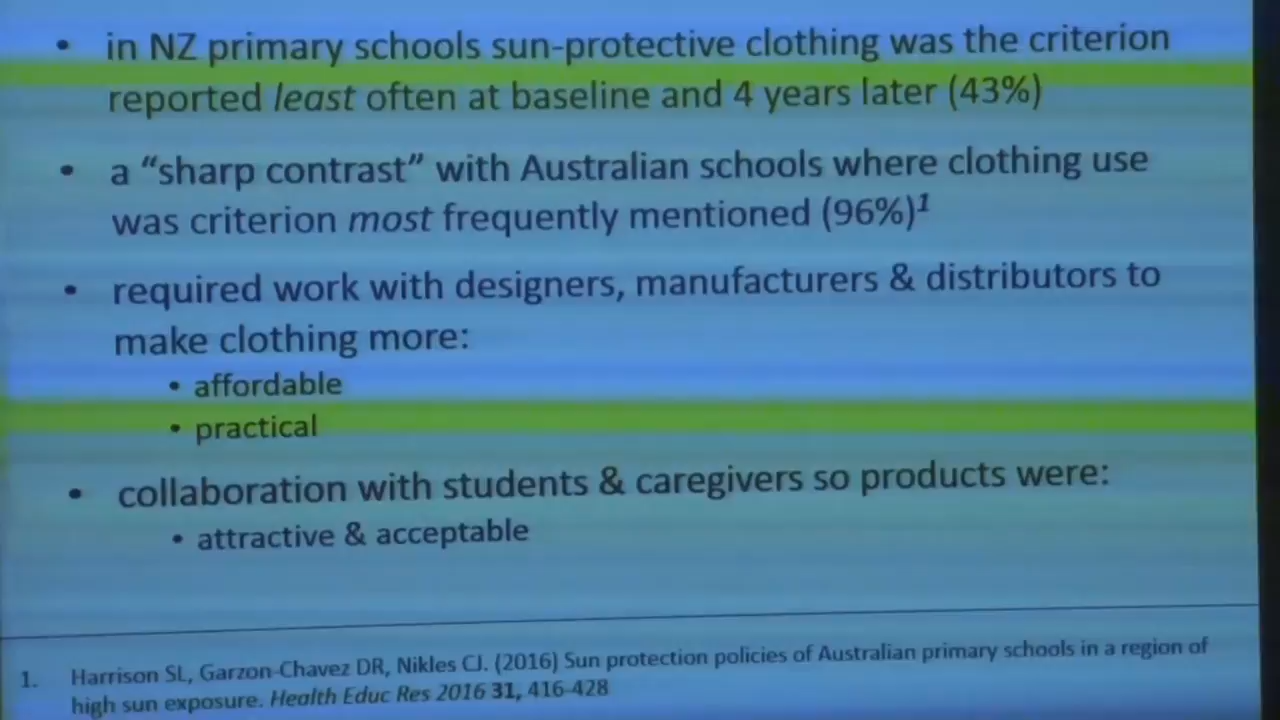 • in NZ primary schools sun-protective clothing was the criterion
reported least often at baseline and 4 years later (43%)
• a “sharp contrast” with Australian schools where clothing use
was criterion most frequently mentioned (96%)¹
• required work with designers, manufacturers & distributors to
make clothing more:
• affordable
• practical
• collaboration with students & caregivers so products were:
• attractive & acceptable
1. Harrison SL, Garzon-Chavez DR, Nikles CJ. (2016) Sun protection policies of Australian primary schools in a region of
high sun exposure. Health Educ Res 2016 31, 416-428